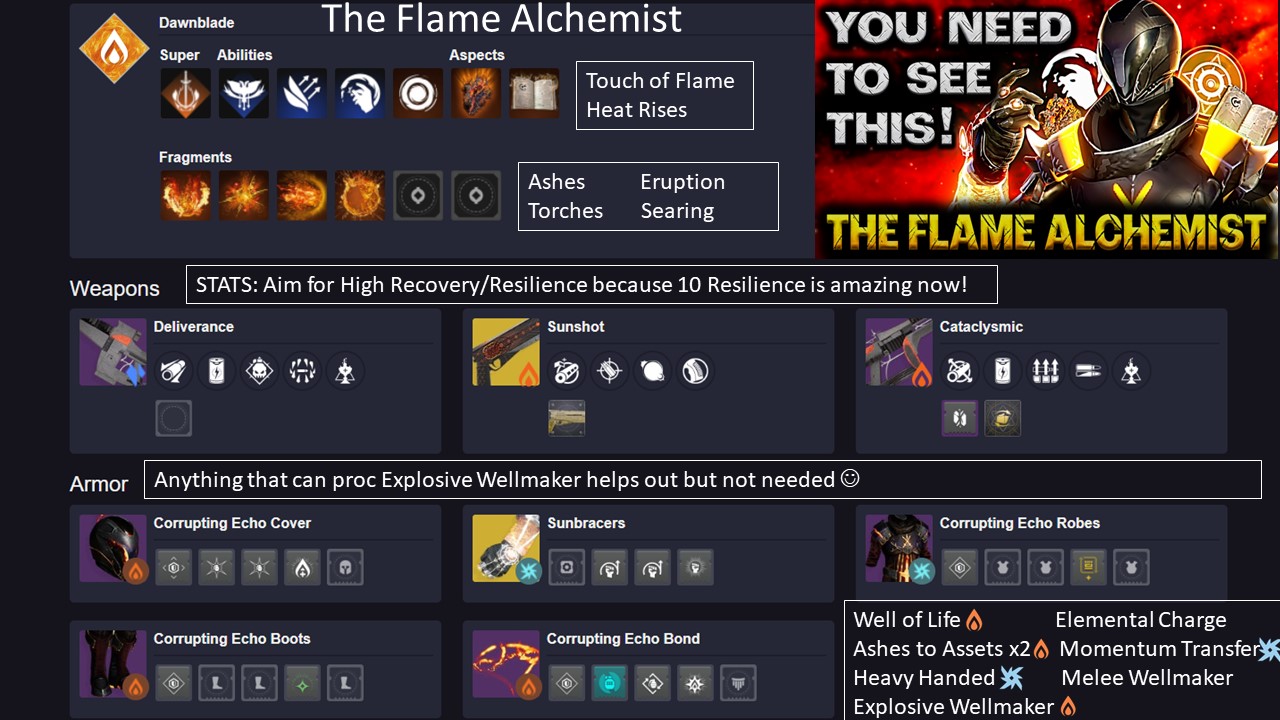 The Flame Alchemist
Dawnblade
Super Abilities Aspects
Touch of Flame
Heat Rises
Fragments
Ashes Eruption
Torches Searing
YOU NEED
TO SEE
THIS!
THE FLAME ALCHEMIST
Weapons
STATS: Aim for High Recovery/Resilience because 10 Resilience is amazing now!
Deliverance
Sunshot
Cataclysmic
Armor
Anything that can proc Explosive Wellmaker helps out but not needed ☺
Corrupting Echo Cover
Sunbracers
Corrupting Echo Robes
Corrupting Echo Boots
Corrupting Echo Bond
Well of Life Elemental Charge
Ashes to Assets x2 Momentum Transfer
Heavy Handed Melee Wellmaker
Explosive Wellmaker